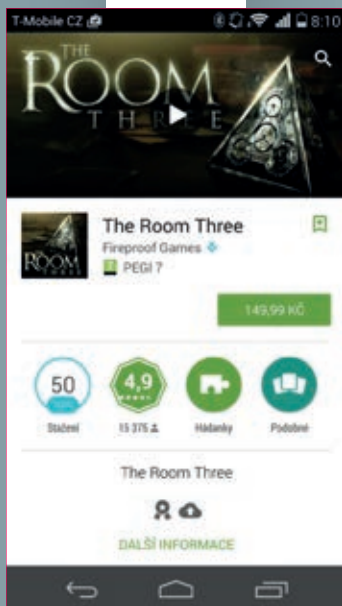 T-Mobile CZ
8:10
THE
ROOM
THREE
The Room Three
Fireproof Games
PEGI 7
149,99 KČ
50
4,9
Stažení
15 375
Hádanky
Podobné
The Room Three
DALŠÍ INFORMACE